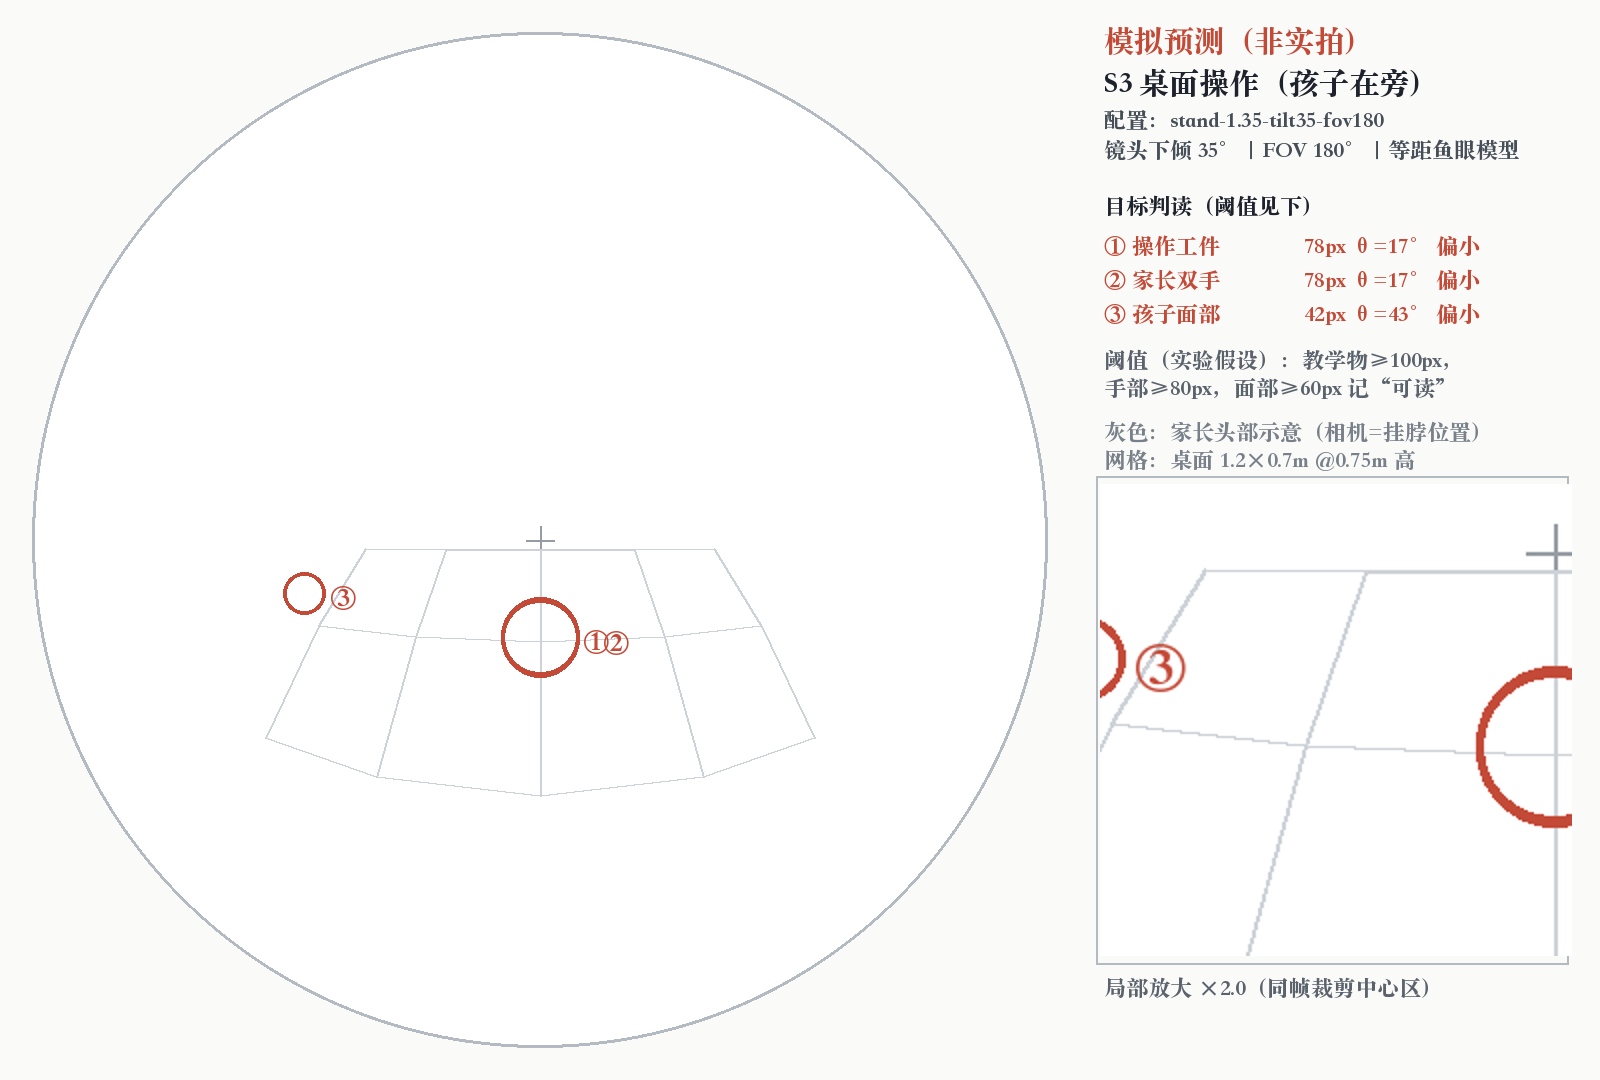 模拟预测（非实拍）
S3 桌面操作（孩子在旁）
配置：stand-1.35-tilt35-fov180
镜头下倾 35° | FOV 180° | 等距鱼眼模型
目标判读（阈值见下）
① 操作工件 78px θ=17° 偏小
② 家长双手 78px θ=17° 偏小
③ 孩子面部 42px θ=43° 偏小
阈值（实验假设）：教学物≥100px，
手部≥80px，面部≥60px 记“可读”
灰色：家长头部示意（相机=挂脖位置）
网格：桌面 1.2×0.7m @0.75m 高
③
①②
③
局部放大 ×2.0（同帧裁剪中心区）